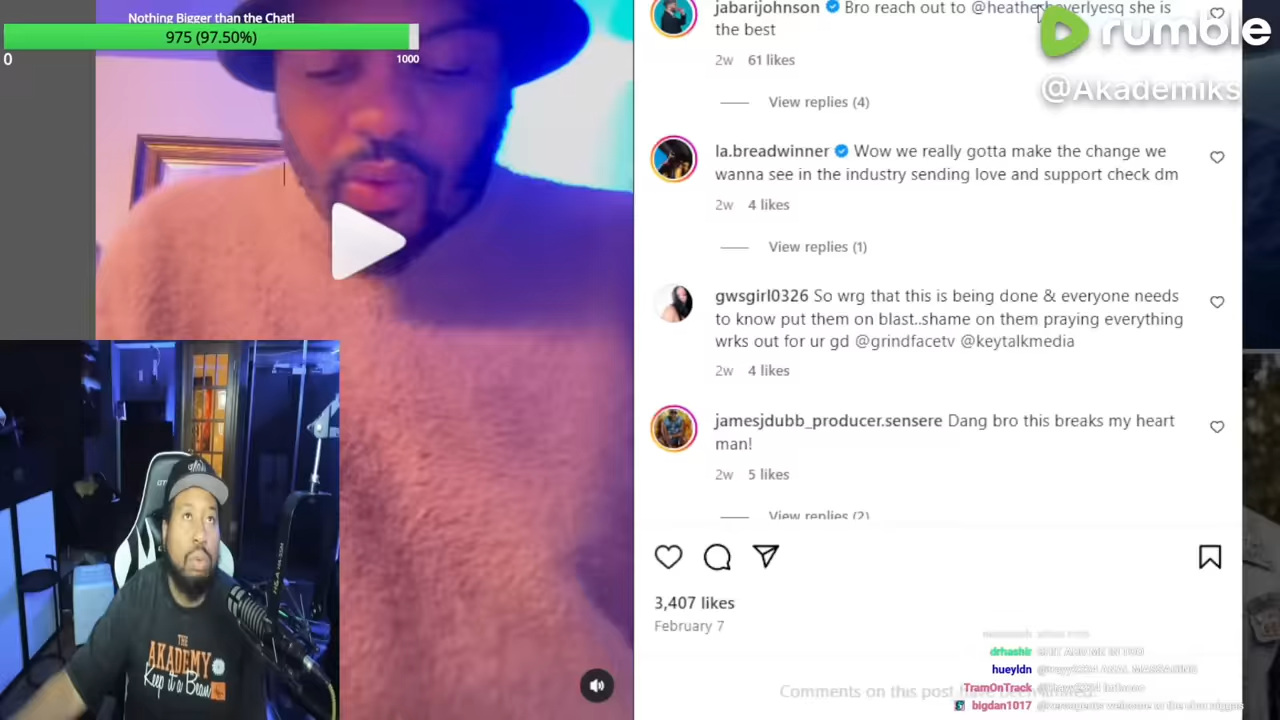 Nothing Bigger than the Chat!
975 (97.50%)
0
1000
rumble
@Akademiks
jabarijohnson Bro reach out to she is
the best
2w 61 likes
View replies (4)
la.breadwinner Wow we really gotta make the change we
wanna see in the industry sending love and support check dm
2w 4 likes
View replies (1)
gwsgirl0326 So wrg that this is being done & everyone needs
to know put them on blast..shame on them praying everything
wrks out for ur gd @grindfacetv @keytalkmedia
2w 4 likes
jamesjdubb_producer.sensere Dang bro this breaks my heart
man!
2w 5 likes
View replies (2)
3,407 likes
February 7
Comments on this post have been
THE
AKADEMY
Keep it a Bean
drhashir
hueyldn
TramOnTrack
bigdan1017